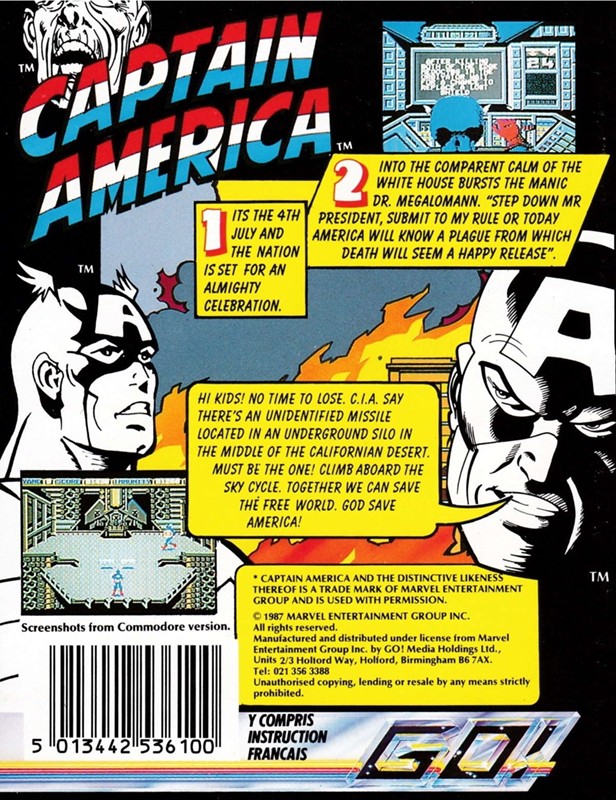 CAPTAIN
AMERICA
TM
TM
AFTER KILLING
2
INTO THE COMPARENT CALM OF THE
WHITE HOUSE BURSTS THE MANIC
DR. MEGALOMANN. "STEP DOWN MR
PRESIDENT, SUBMIT TO MY RULE OR TODAY
AMERICA WILL KNOW A PLAGUE FROM WHICH
DEATH WILL SEEM A HAPPY RELEASE".
1
ITS THE 4TH
JULY AND
THE NATION
IS SET FOR AN
ALMIGHTY
CELEBRATION.
TM
A
A
HI KIDS! NO TIME TO LOSE. C.I.A. SAY
THERE'S AN UNIDENTIFIED MISSILE
LOCATED IN AN UNDERGROUND SILO IN
THE MIDDLE OF THE CALIFORNIAN DESERT.
MUST BE THE ONE! CLIMB ABOARD THE
SKY CYCLE. TOGETHER WE CAN SAVE
THÉ FREE WORLD. GOD SAVE
AMERICA!
TM
Screenshots from Commodore version.
* CAPTAIN AMERICA AND THE DISTINCTIVE LIKENESS
THEREOF IS A TRADE MARK OF MARVEL ENTERTAINMENT
GROUP AND IS USED WITH PERMISSION.
© 1987 MARVEL ENTERTAINMENT GROUP INC.
All rights reserved.
Manufactured and distributed under license from Marvel
Entertainment Group Inc. by GO! Media Holdings Ltd.,
Units 2/3 Holtord Way, Holford, Birmingham B6 7AX.
Tel: 021 356 3388
Unauthorised copying, lending or resale by any means strictly
prohibited.
5 013442 536100
Y COMPRIS
INSTRUCTION
FRANCAIS
GO!